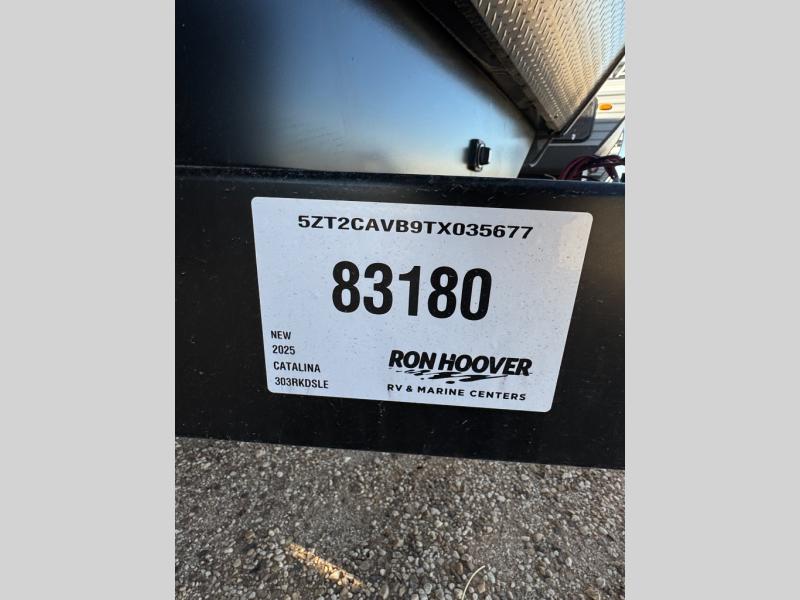 5ZT2CAVB9TX035677
83180
NEW
2025
CATALINA
303RKDSLE
RON HOOVER
RV & MARINE CENTERS